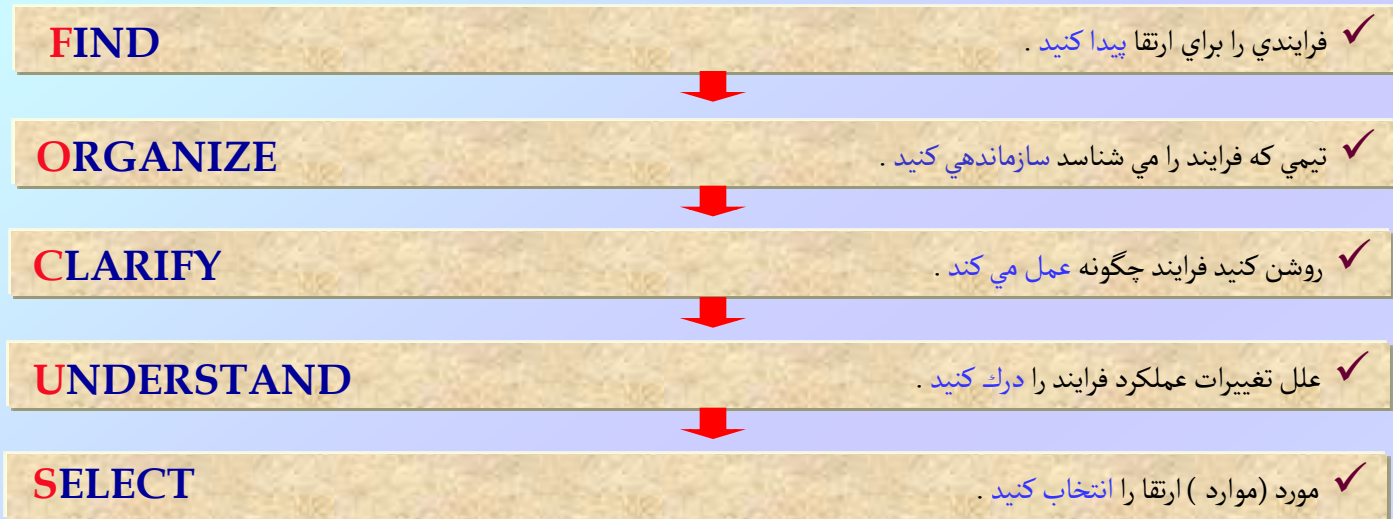 FIND
✓ فرايندي را براي ارتقا پيدا كنيد .
ORGANIZE
✓ تيمي كه فرايند را مي شناسد سازماندهي كنيد .
CLARIFY
✓ روشن كنيد فرايند چگونه عمل مي كند .
UNDERSTAND
✓ علل تغييرات عملكرد فرايند را درك كنيد .
SELECT
✓ مورد (موارد ) ارتقا را انتخاب كنيد .